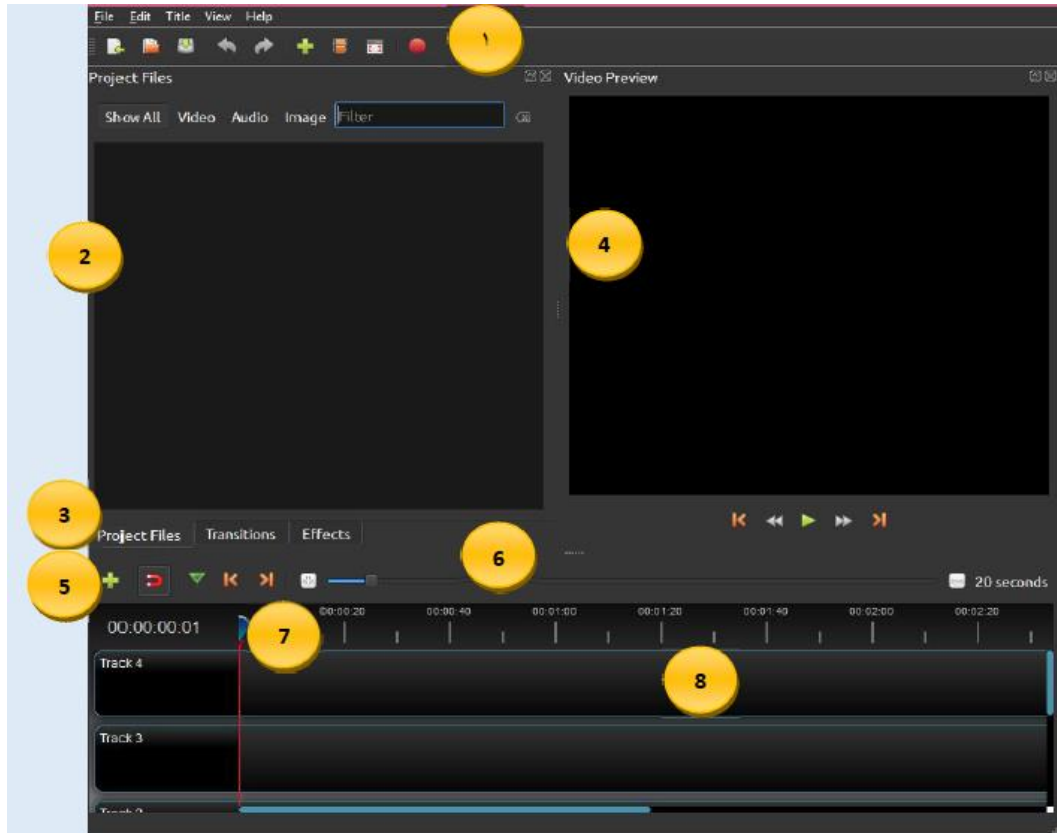 File Edit Title View Help
١
Project Files
Video Preview
Show All Video Audio Image Filter
2
4
3
Project Files Transitions Effects
6
5
20 seconds
00:00:20 00:00:40 00:01:00 00:01:20 00:01:40 00:02:00 00:02:20
00:00:00:01
7
Track 4
8
Track 3